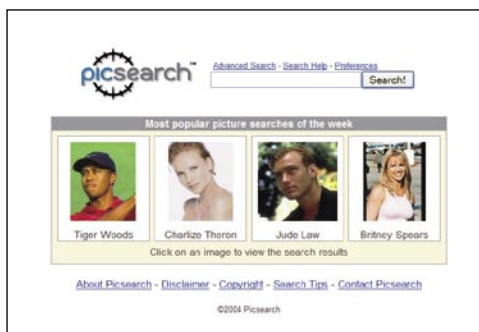 picsearch™
Advanced Search - Search Help - Preferences
Search!
Most popular picture searches of the week
Tiger Woods
Charlize Theron
Jude Law
Britney Spears
Click on an image to view the search results
About Picsearch - Disclaimer - Copyright - Search Tips - Contact Picsearch
©2004 Picsearch